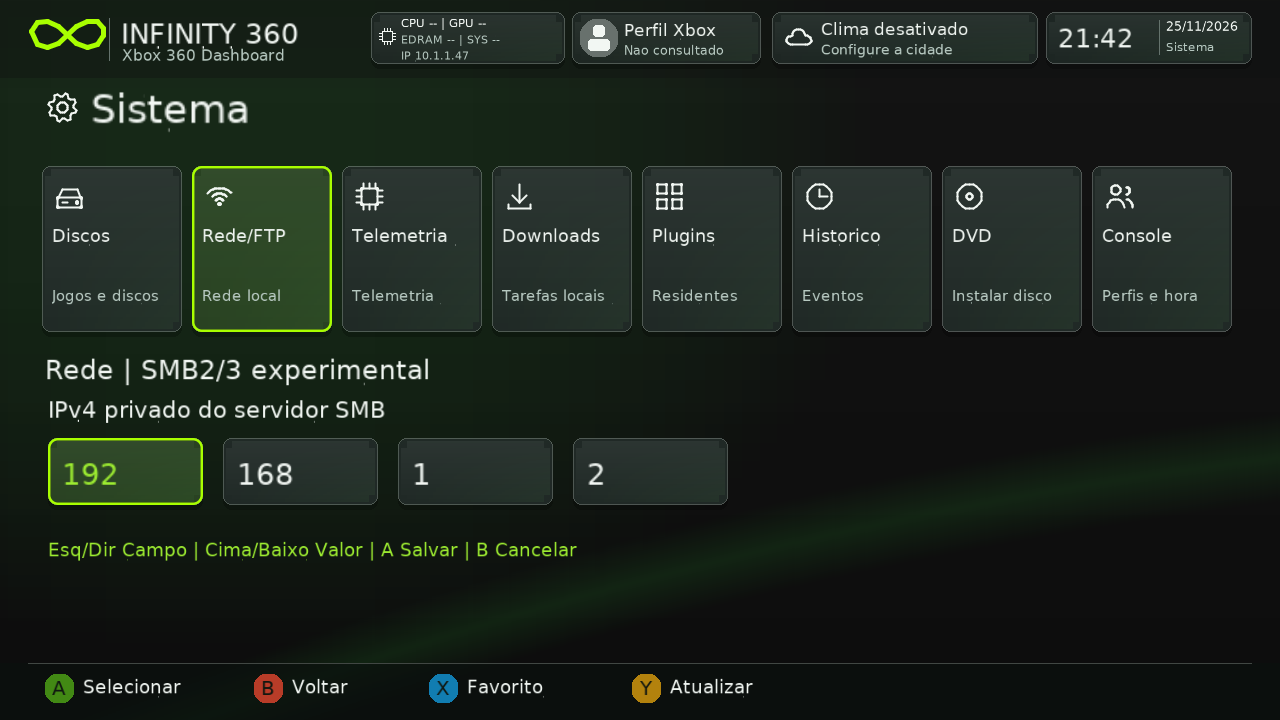 INFINITY 360
Xbox 360 Dashboard
CPU -- | GPU --
EDRAM -- | SYS --
IP 10.1.1.47
Perfil Xbox
Nao consultado
Clima desativado
Configure a cidade
21:42
25/11/2026
Sistema
Sistema
Discos
Rede/FTP
Telemetria
Downloads
Plugins
Historico
DVD
Console
Jogos e discos
Rede local
Telemetria
Tarefas locais
Residentes
Eventos
Instalar disco
Perfis e hora
Rede | SMB2/3 experimental
IPv4 privado do servidor SMB
192
168
1
2
Esq/Dir Campo | Cima/Baixo Valor | A Salvar | B Cancelar
A Selecionar
B Voltar
X Favorito
Y Atualizar